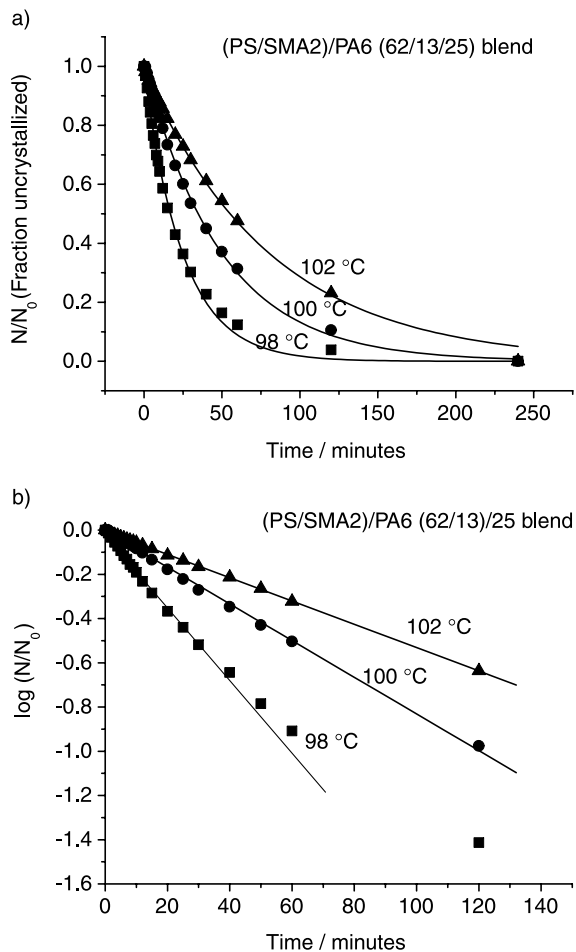 a)
(PS/SMA2)/PA6 (62/13/25) blend
1.0
0.8
0.6
0.4
0.2
0.0
N/N₀ (Fraction uncrystallized)
102 °C
100 °C
98 °C
0 50 100 150 200 250
Time / minutes
b)
(PS/SMA2)/PA6 (62/13)/25 blend
0.0
-0.2
-0.4
-0.6
-0.8
-1.0
-1.2
-1.4
-1.6
log (N/N₀)
102 °C
100 °C
98 °C
0 20 40 60 80 100 120 140
Time / minutes